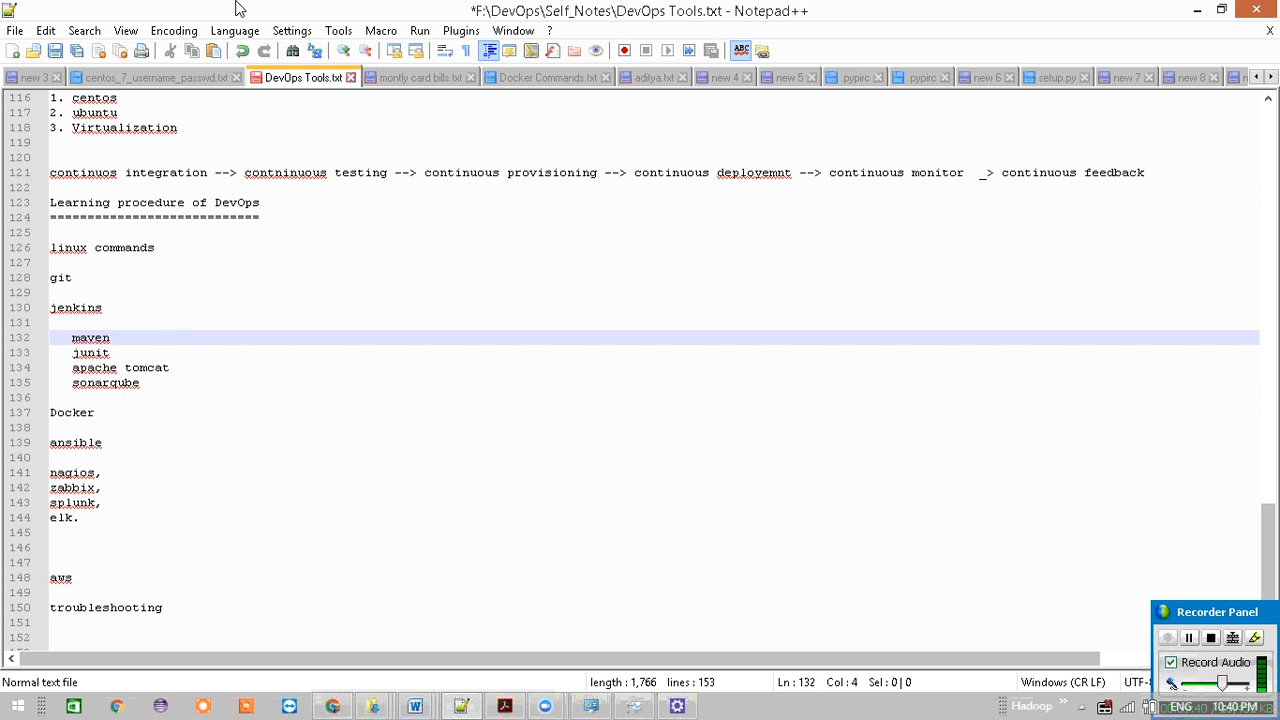 *F:\DevOps\Self_Notes\DevOps Tools.txt - Notepad++
File Edit Search View Encoding Language Settings Tools Macro Run Plugins Window ? X
new 3 centos_7_username_passwd.txt DevOps Tools.txt montly card bills.txt Docker Commands.txt aditya.txt new 4 new 5 .pypirc .pypirc new 6 setup.py new 7 new 8
116 1. centos
117 2. ubuntu
118 3. Virtualization
119
120
121 continuos integration --> contninuous testing --> continuous provisioning --> continuous deployemnt --> continuous monitor _> continuous feedback
122
123 Learning procedure of DevOps
124 ============================
125
126 linux commands
127
128 git
129
130 jenkins
131
132 maven
133 junit
134 apache tomcat
135 sonarqube
136
137 Docker
138
139 ansible
140
141 nagios,
142 zabbix,
143 splunk,
144 elk.
145
146
147
148 aws
149
150 troubleshooting
151
152
Recorder Panel
Record Audio
Normal text file length : 1,766 lines : 153 Ln : 132 Col : 4 Sel : 0 | 0 Windows (CR LF) UTF-8
Hadoop » ENG 10:40 PM